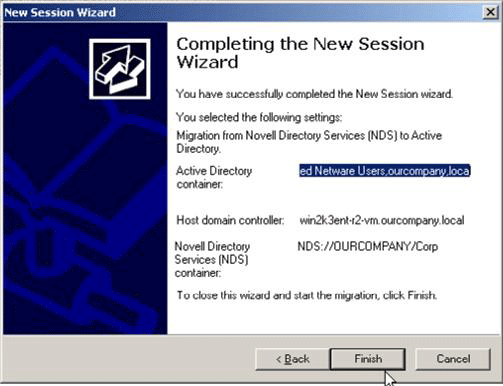 New Session Wizard
Completing the New Session
Wizard
You have successfully completed the New Session wizard.
You selected the following settings:
Migration from Novell Directory Services (NDS) to Active
Directory.
Active Directory
container:
ed Netware Users,ourcompany,loca
Host domain controller:
win2k3ent-r2-vm.ourcompany.local
Novell Directory
Services (NDS)
container:
NDS://OURCOMPANY/Corp
To close this wizard and start the migration, click Finish.
< Back
Finish
Cancel